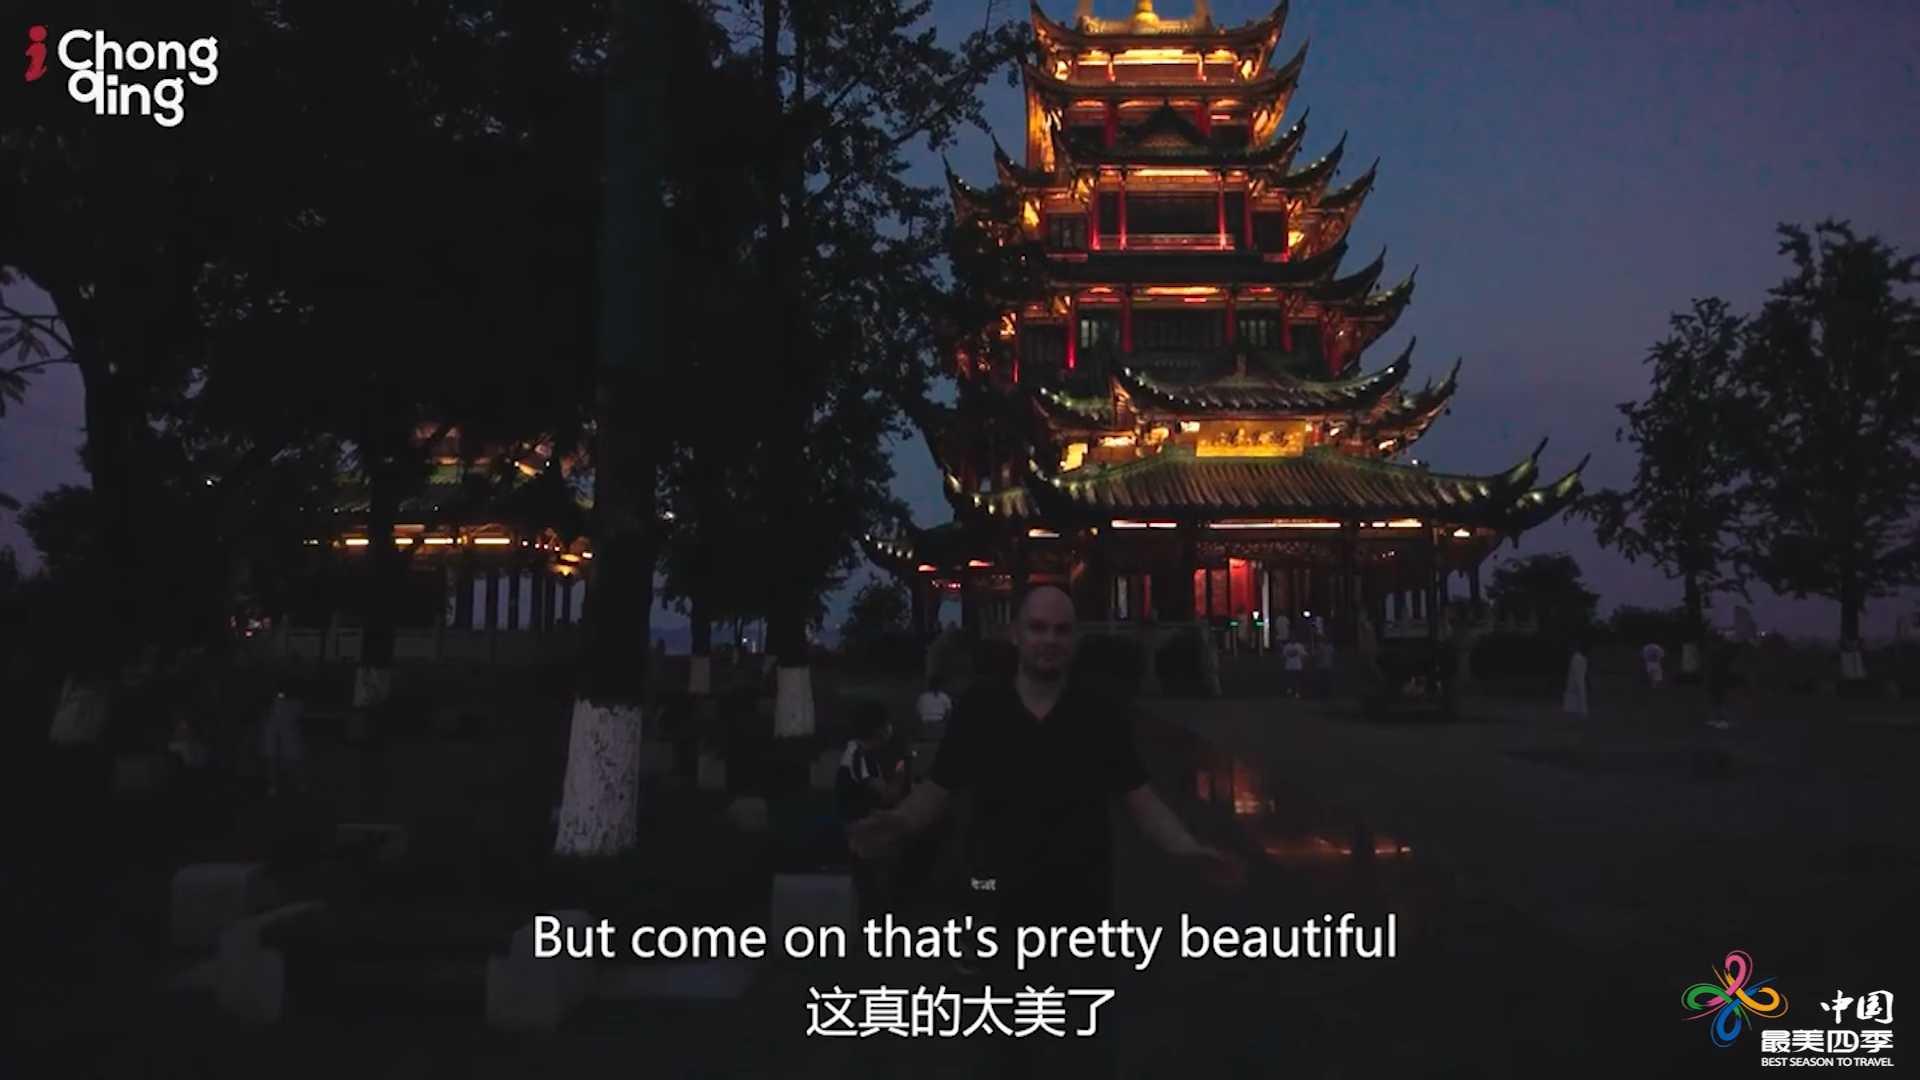 iChong
qing
But come on that's pretty beautiful
这真的太美了
中国
最美四季
BEST SEASON TO TRAVEL